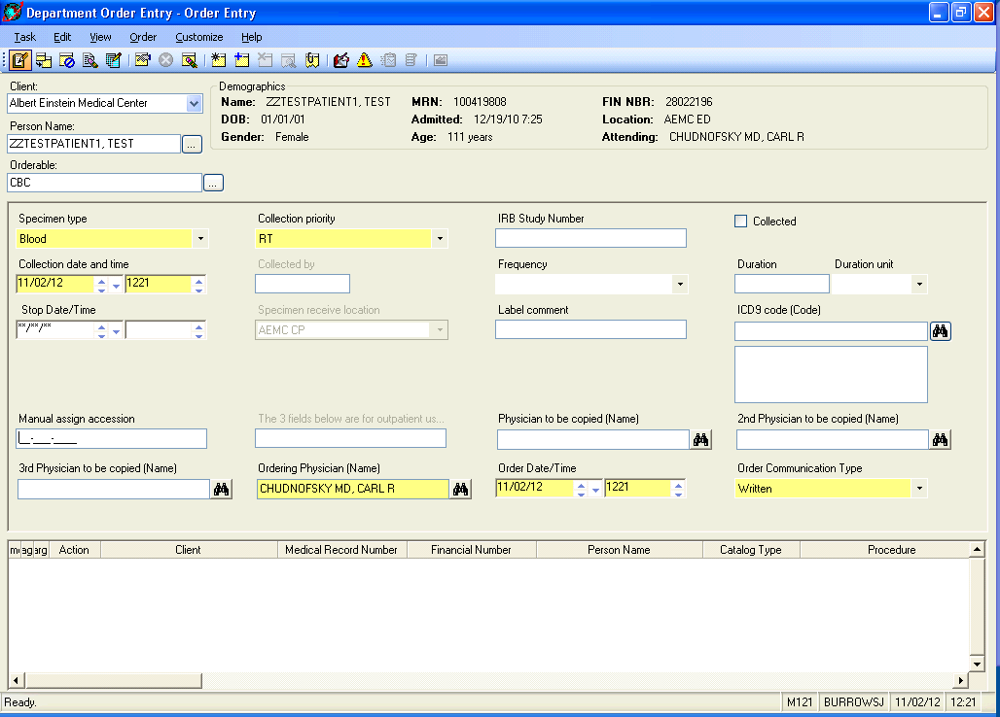 Department Order Entry - Order Entry
Task Edit View Order Customize Help
Client:
Albert Einstein Medical Center
Person Name:
ZZTESTPATIENT1, TEST ...
Orderable:
CBC ...
Demographics
Name: ZZTESTPATIENT1, TEST MRN: 100419808 FIN NBR: 28022196
DOB: 01/01/01 Admitted: 12/19/10 7:25 Location: AEMC ED
Gender: Female Age: 111 years Attending: CHUDNOFSKY MD, CARL R
Specimen type Collection priority IRB Study Number Collected
Blood RT
Collection date and time Collected by Frequency Duration Duration unit
11/02/12 1221
Stop Date/Time Specimen receive location Label comment ICD9 code (Code)
**/**/** AEMC CP
Manual assign accession The 3 fields below are for outpatient us... Physician to be copied (Name) 2nd Physician to be copied (Name)
__-___-____
3rd Physician to be copied (Name) Ordering Physician (Name) Order Date/Time Order Communication Type
CHUDNOFSKY MD, CARL R 11/02/12 1221 Written
Action Client Medical Record Number Financial Number Person Name Catalog Type Procedure
Ready. M121 BURROWSJ 11/02/12 12:21